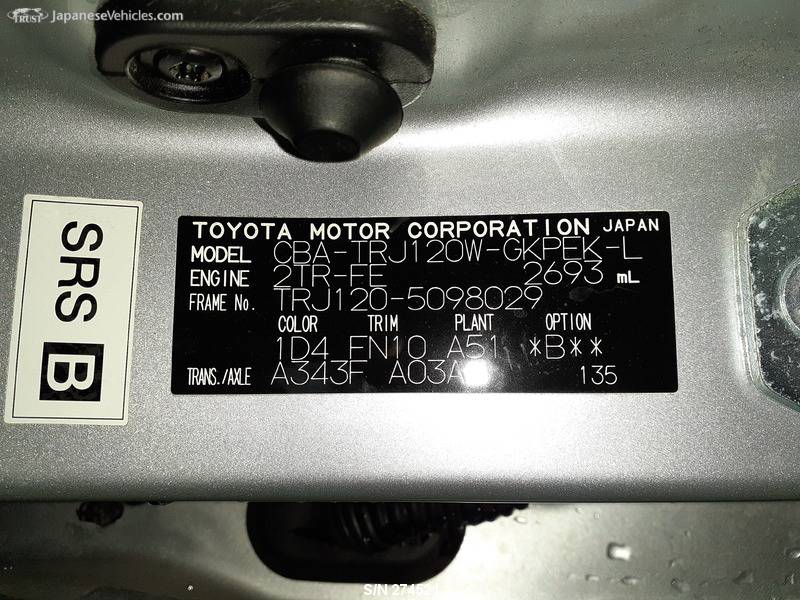 TRUST JapaneseVehicles.com
SRS B
TOYOTA MOTOR CORPORATION JAPAN
MODEL CBA-TRJ120W-GKPEK-L
ENGINE 2TR-FE 2693 mL
FRAME No. TRJ120-5098029
COLOR TRIM PLANT OPTION
1D4 FN10 A51 *B**
TRANS./AXLE A343F 135
S/N